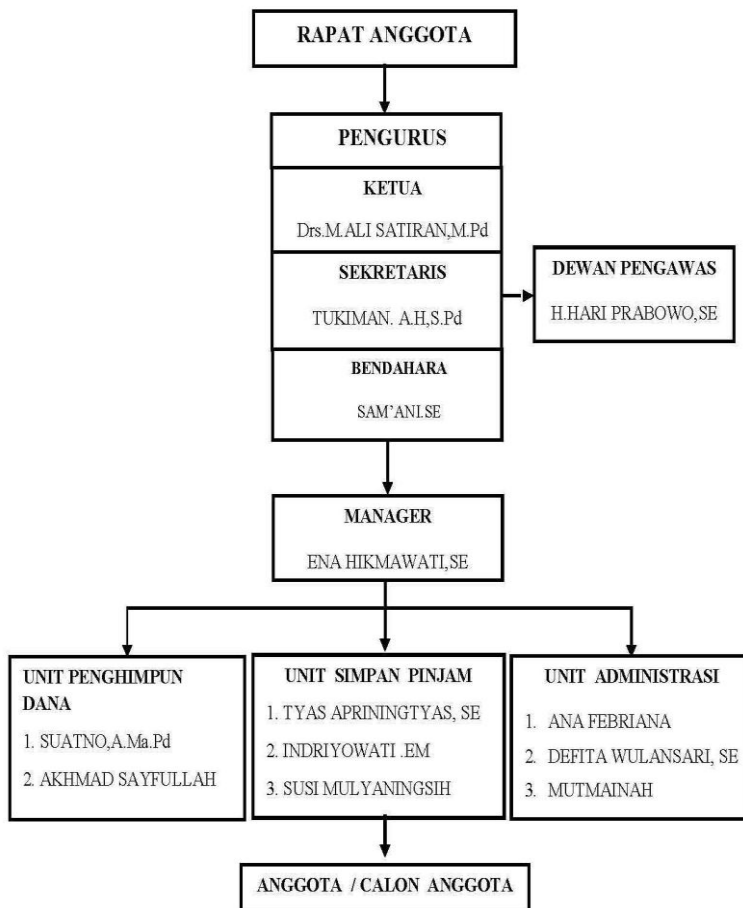 RAPAT ANGGOTA
PENGURUS
KETUA
Drs.M.ALI SATIRAN,M.Pd
SEKRETARIS
TUKIMAN. A.H,S.Pd
BENDAHARA
SAM’ANI.SE
DEWAN PENGAWAS
H.HARI PRABOWO,SE
MANAGER
ENA HIKMAWATI,SE
UNIT PENGHIMPUN
DANA
1. SUATNO,A.Ma.Pd
2. AKHMAD SAYFULLAH
UNIT SIMPAN PINJAM
1. TYAS APRININGTYAS, SE
2. INDRIYOWATI .EM
3. SUSI MULYANINGSIH
UNIT ADMINISTRASI
1. ANA FEBRIANA
2. DEFITA WULANSARI, SE
3. MUTMAINAH
ANGGOTA / CALON ANGGOTA